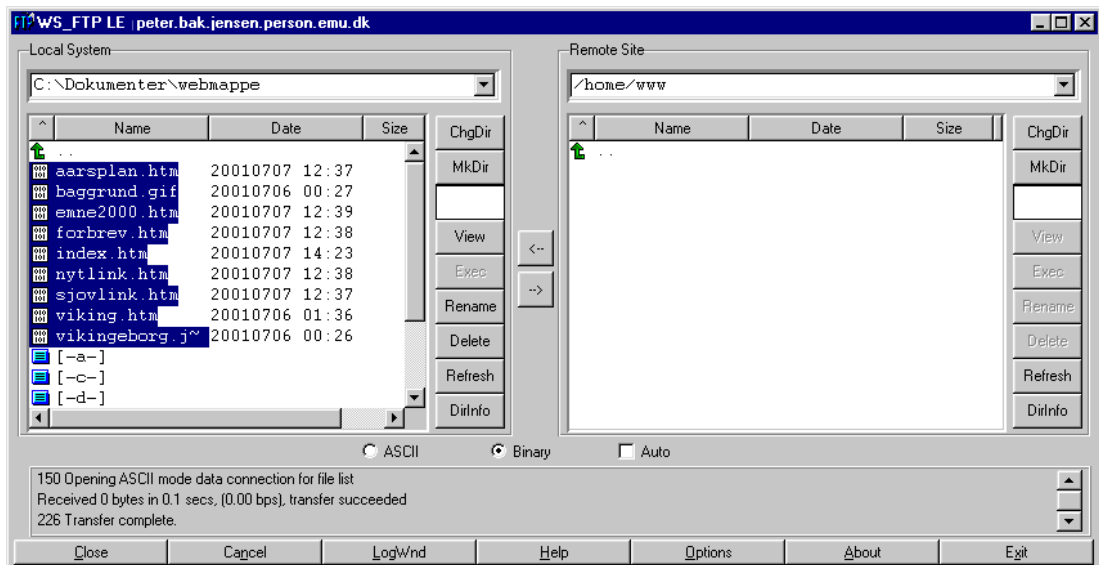 WS_FTP LE peter.bak.jensen.person.emu.dk
Local System
C:\Dokumenter\webmappe
^ Name Date Size
..
aarsplan.htm 20010707 12:37
baggrund.gif 20010706 00:27
emne2000.htm 20010707 12:39
forbrev.htm 20010707 12:38
index.htm 20010707 14:23
nytlink.htm 20010707 12:38
sjovlink.htm 20010707 12:37
viking.htm 20010706 01:36
vikingeborg.j~ 20010706 00:26
[-a-]
[-c-]
[-d-]
ChgDir
MkDir
View
Exec
Rename
Delete
Refresh
DirInfo
<--
-->
Remote Site
/home/www
^ Name Date Size
..
ChgDir
MkDir
View
Exec
Rename
Delete
Refresh
DirInfo
ASCII Binary Auto
150 Opening ASCII mode data connection for file list
Received 0 bytes in 0.1 secs, (0.00 bps), transfer succeeded
226 Transfer complete.
Close Cancel LogWnd Help Options About Exit